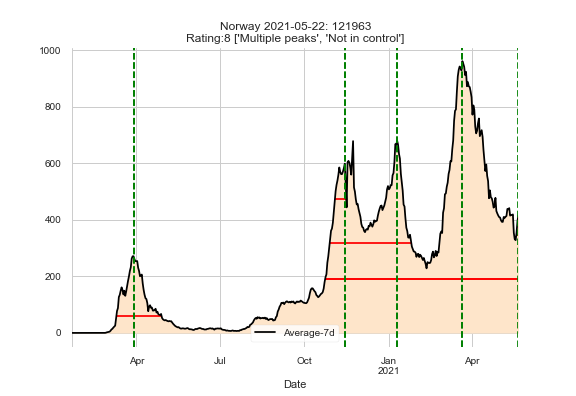 Norway 2021-05-22: 121963
Rating:8 ['Multiple peaks', 'Not in control']
1000
800
600
400
200
0
Average-7d
Apr
Jul
Oct
Jan
2021
Apr
Date